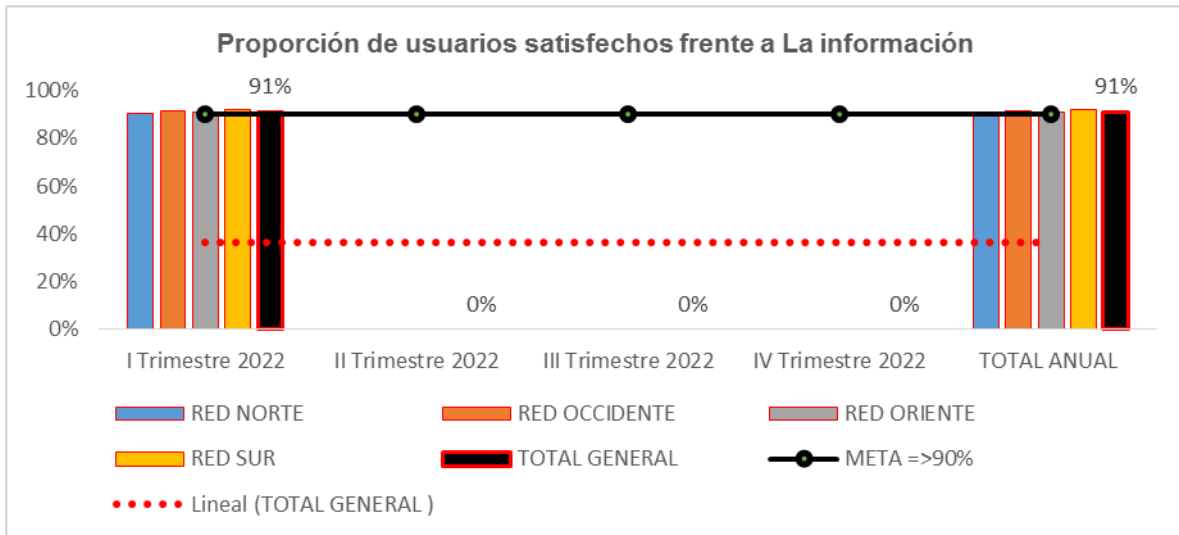 Proporción de usuarios satisfechos frente a La información
91%
91%
100%
80%
60%
40%
20%
0%
0%
0%
0%
I Trimestre 2022
II Trimestre 2022
III Trimestre 2022
IV Trimestre 2022
TOTAL ANUAL
RED NORTE
RED OCCIDENTE
RED ORIENTE
RED SUR
TOTAL GENERAL
META =>90%
Lineal (TOTAL GENERAL )